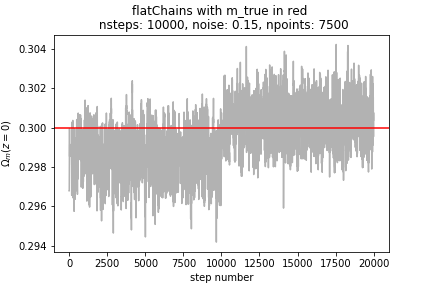 flatChains with m_true in red
nsteps: 10000, noise: 0.15, npoints: 7500
0.304
0.302
0.300
0.298
0.296
0.294
Ωm(z = 0)
0 2500 5000 7500 10000 12500 15000 17500 20000
step number